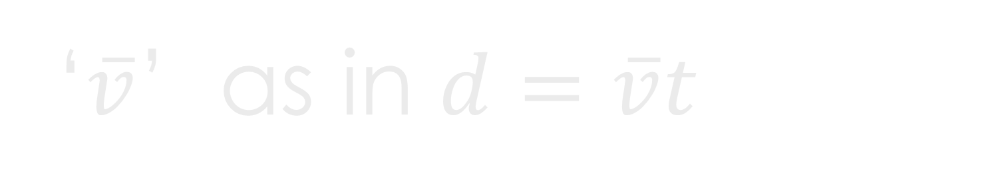 ‘v̄’ as in d = v̄t